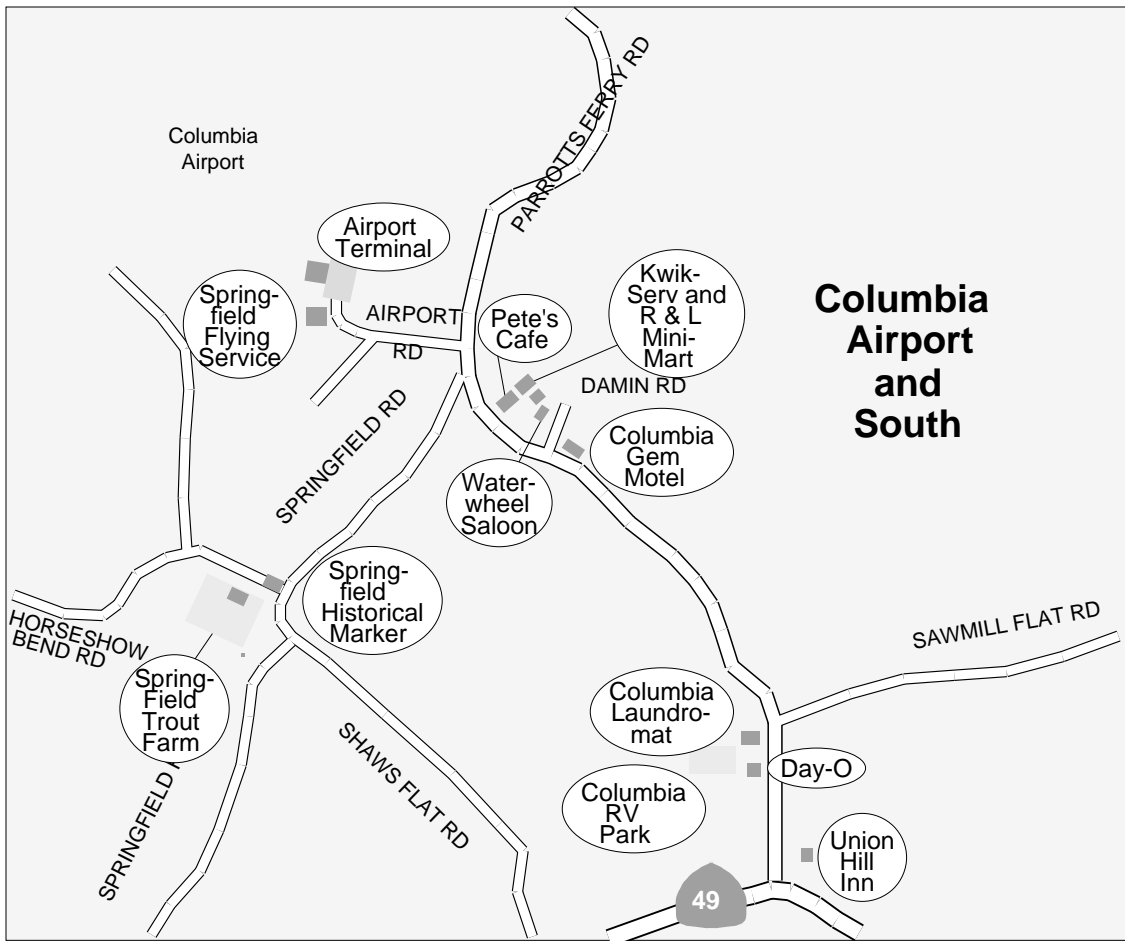 PARROTTS FERRY RD
Columbia
Airport
Airport
Terminal
Spring-
field
Flying
Service
AIRPORT
RD
Pete's
Cafe
Kwik-
Serv and
R & L
Mini-
Mart
Columbia
Airport
and
South
DAMIN RD
SPRINGFIELD RD
Columbia
Gem
Motel
Water-
wheel
Saloon
Spring-
field
Historical
Marker
HORSESHOW
BEND RD
Spring-
Field
Trout
Farm
SPRINGFIELD
SHAWS FLAT RD
SAWMILL FLAT RD
Columbia
Laundro-
mat
Day-O
Columbia
RV
Park
Union
Hill
Inn
49